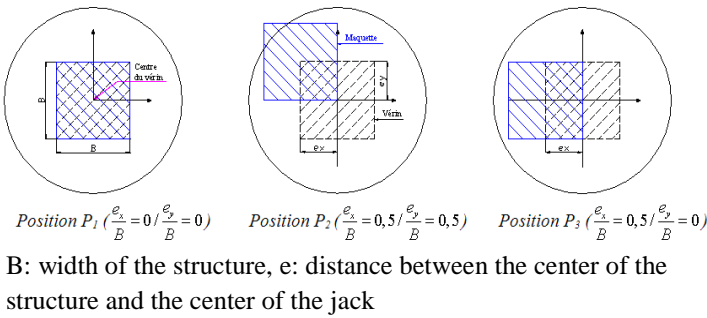 Centre
du vérin
B
B
Maquette
ey
Vérin
ex
ex
Position P1 (ex/B = 0 / ey/B = 0)
Position P2 (ex/B = 0,5 / ey/B = 0,5)
Position P3 (ex/B = 0,5 / ey/B = 0)
B: width of the structure, e: distance between the center of the
structure and the center of the jack